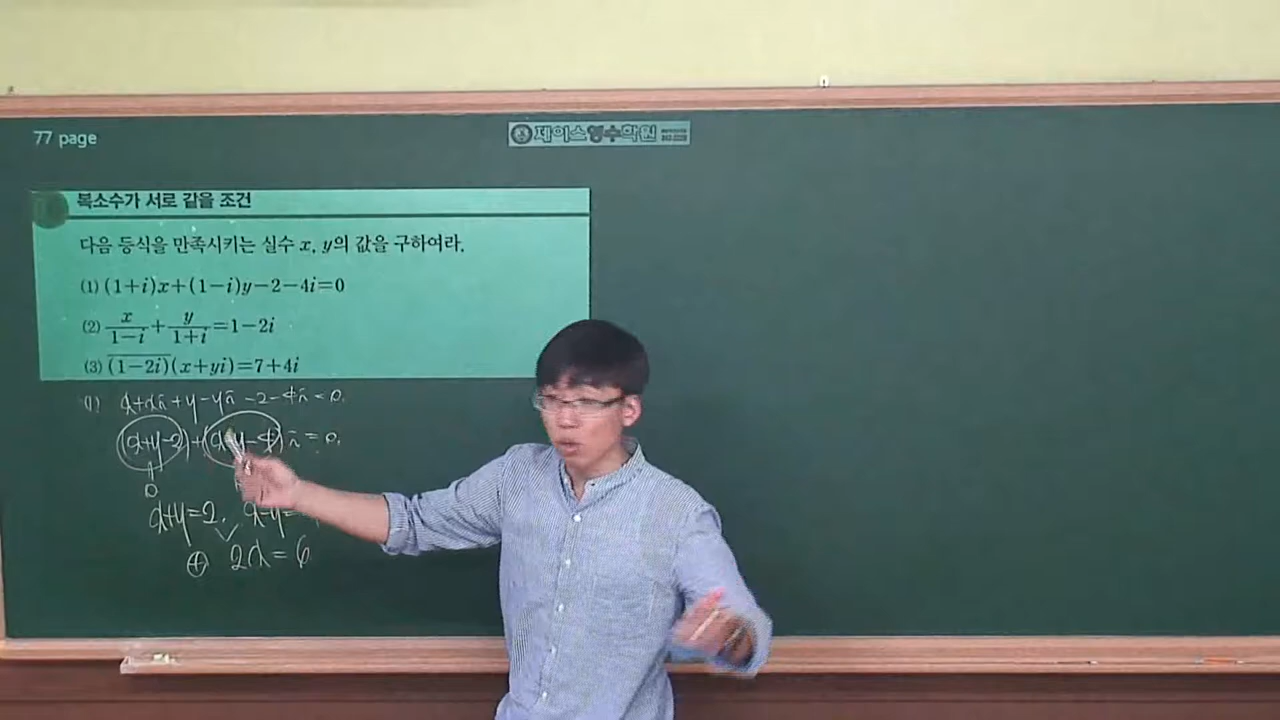 77 page
제이스영수학원
복소수가 서로 같을 조건
다음 등식을 만족시키는 실수 x, y의 값을 구하여라.
(1) (1+i)x+(1−i)y−2−4i=0
(2) x/(1−i)+y/(1+i)=1−2i
(3) \overline{(1−2i)}(x+yi)=7+4i
(1) x+xi+y−yi−2−4i=0.
(x+y−2)+(x−y−4)i=0.
0
x+y=2, x−y=
⊕ 2x=6